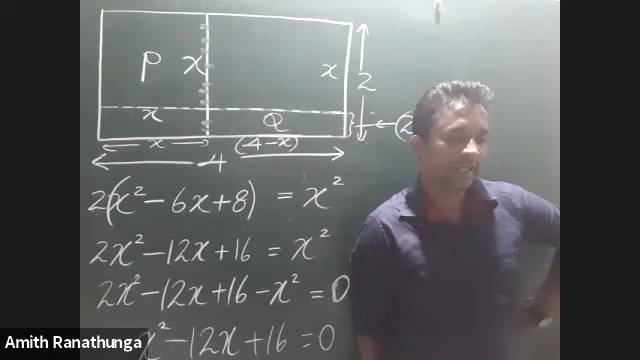 P x x 2
x Q (2
x (4-x)
4
2(x² - 6x + 8) = x²
2x² - 12x + 16 = x²
2x² - 12x + 16 - x² = 0
x² - 12x + 16 = 0
Amith Ranathunga